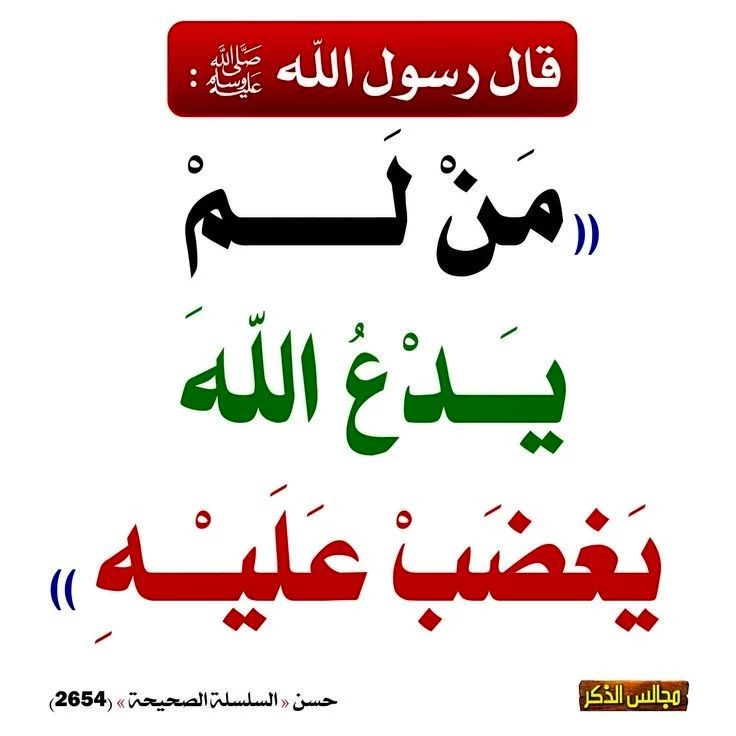 قال رسول الله ﷺ :
(( مَنْ لَمْ
يَدْعُ اللّهَ
يَغضَبْ عَلَيْهِ ))
حسن « السلسلة الصحيحة » (2654)
مجالس الذكر